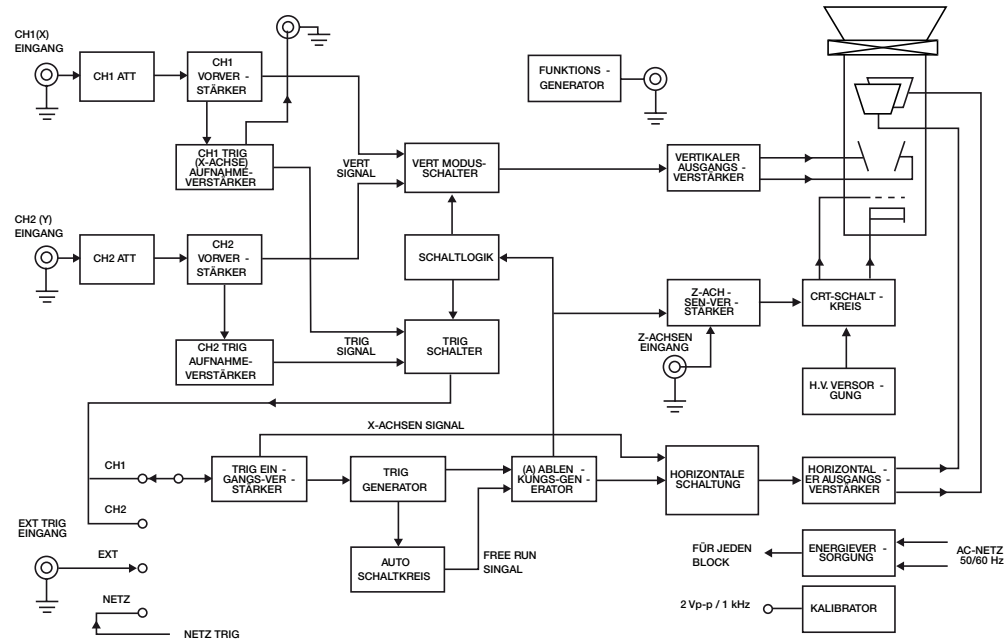 CH1(X)
EINGANG
CH1 ATT
CH1
VORVER -
STÄRKER
FUNKTIONS -
GENERATOR
CH1 TRIG
(X-ACHSE)
AUFNAHME-
VERSTÄRKER
VERT
SIGNAL
VERT MODUS-
SCHALTER
VERTIKALER
AUSGANGS -
VERSTÄRKER
CH2 (Y)
EINGANG
CH2 ATT
CH2
VORVER -
STÄRKER
SCHALTLOGIK
Z-ACH -
SEN-VER -
STÄRKER
CRT-SCHALT -
KREIS
CH2 TRIG
AUFNAHME-
VERSTÄRKER
TRIG
SIGNAL
TRIG
SCHALTER
Z-ACHSEN
EINGANG
H.V. VERSOR -
GUNG
X-ACHSEN SIGNAL
CH1
TRIG EIN -
GANGS-VER -
STÄRKER
TRIG
GENERATOR
(A) ABLEN -
KUNGS-GEN -
ERATOR
HORIZONTALE
SCHALTUNG
HORIZONTAL -
ER AUSGANGS -
VERSTÄRKER
CH2
EXT TRIG
EINGANG
EXT
AUTO
SCHALTKREIS
FREE RUN
SINGAL
FÜR JEDEN
BLOCK
ENERGIEVER -
SORGUNG
AC-NETZ
50/60 Hz
NETZ
NETZ TRIG
2 Vp-p / 1 kHz
KALIBRATOR